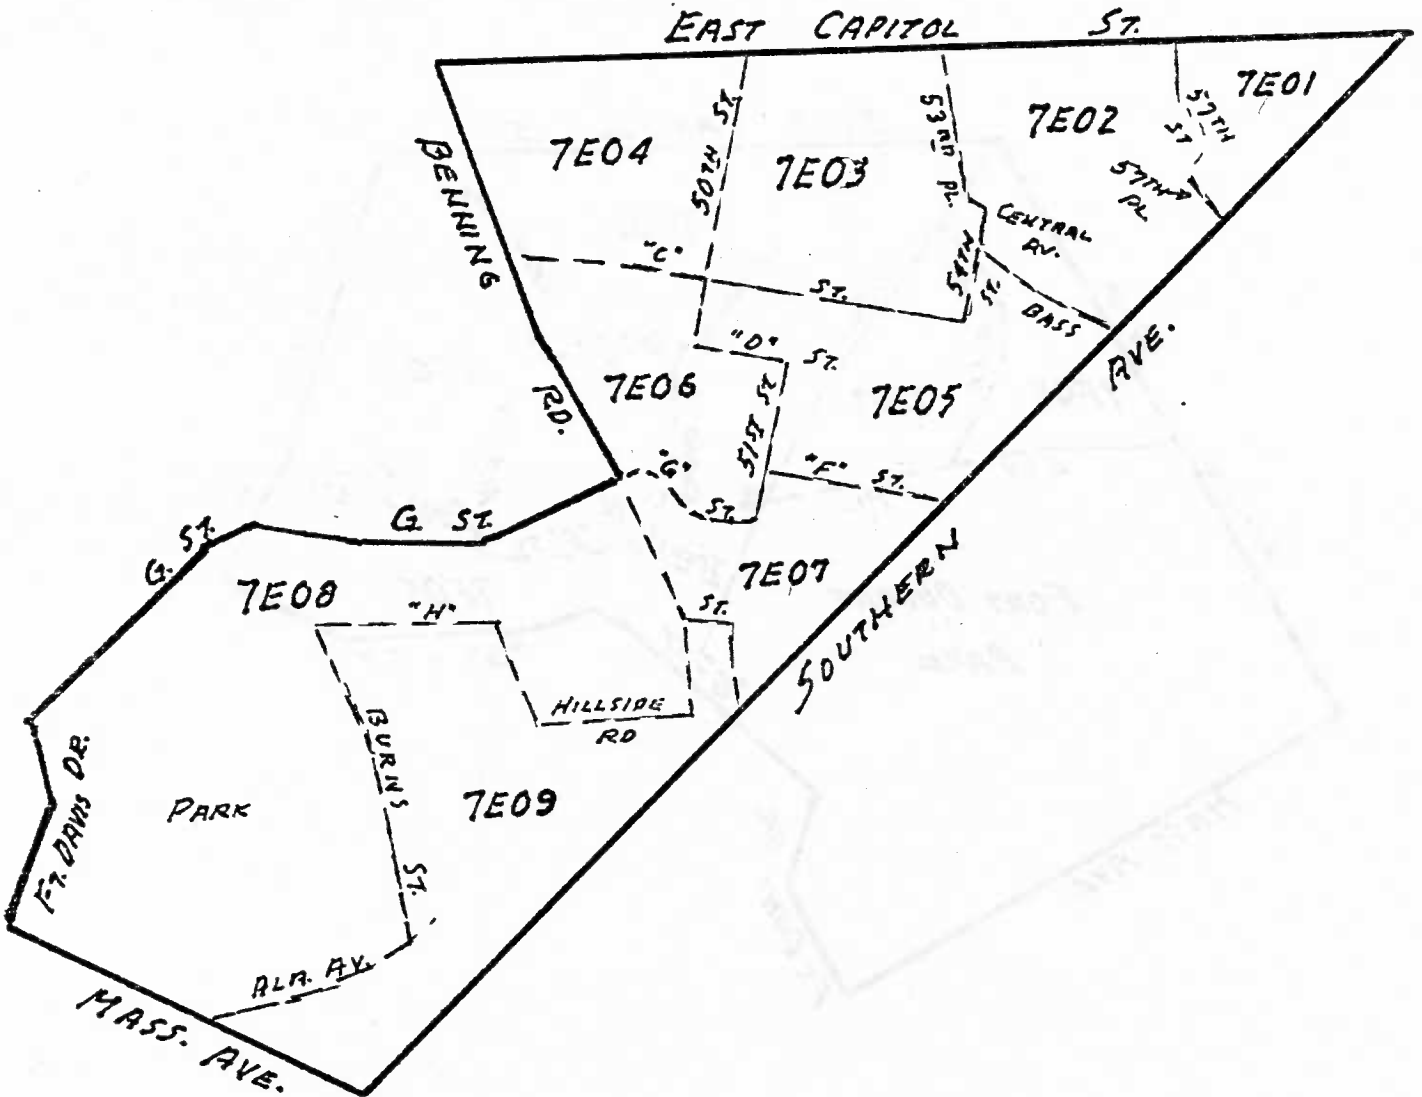 EAST CAPITOL ST.
7E01
7E02
7E03
7E04
BENNING
RD.
50TH ST.
53RD PL.
57TH
ST
57TH
PL
CENTRAL
AV.
54TH
ST.
BASS
"C" ST.
"D" ST.
7E06
7E05
51ST ST
"F" ST.
"G"
ST.
G. ST.
G. ST.
7E07
7E08
"H" ST.
HILLSIDE
RD
SOUTHERN AVE.
BURNS ST.
7E09
PARK
FT. DAVIS DR.
ALA. AV.
MASS. AVE.